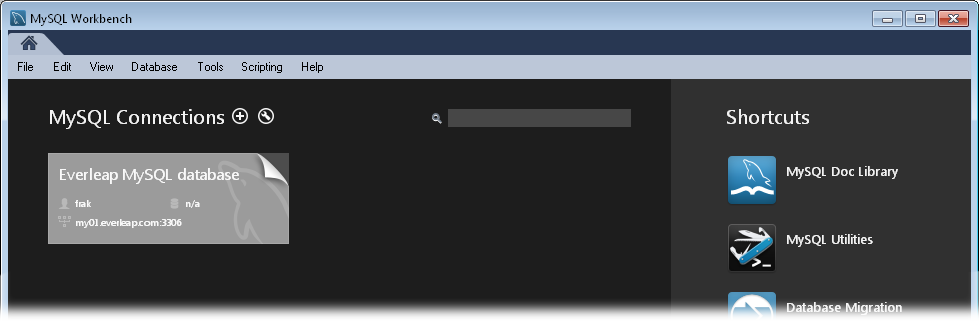 MySQL Workbench
File Edit View Database Tools Scripting Help
MySQL Connections
Shortcuts
Everleap MySQL database
frak n/a
my01.everleap.com:3306
MySQL Doc Library
MySQL Utilities
Database Migration